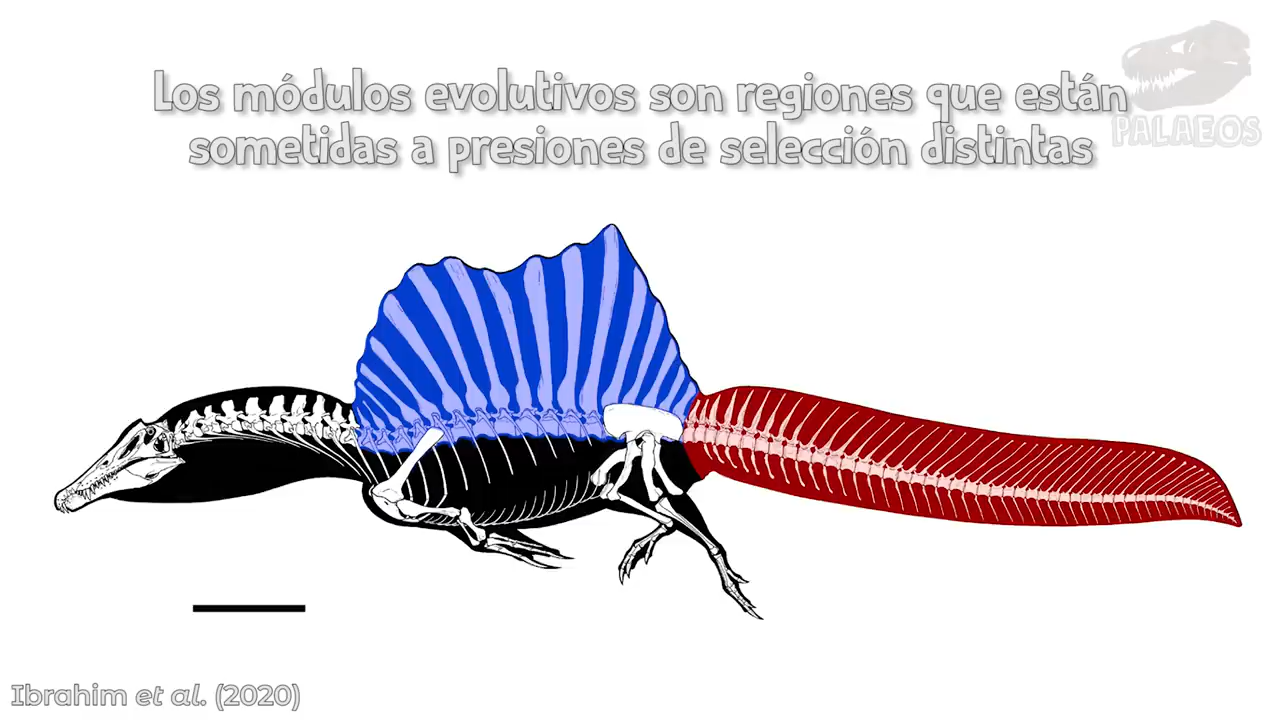 Los módulos evolutivos son regiones que están
sometidas a presiones de selección distintas
PALAEOS
Ibrahim et al. (2020)